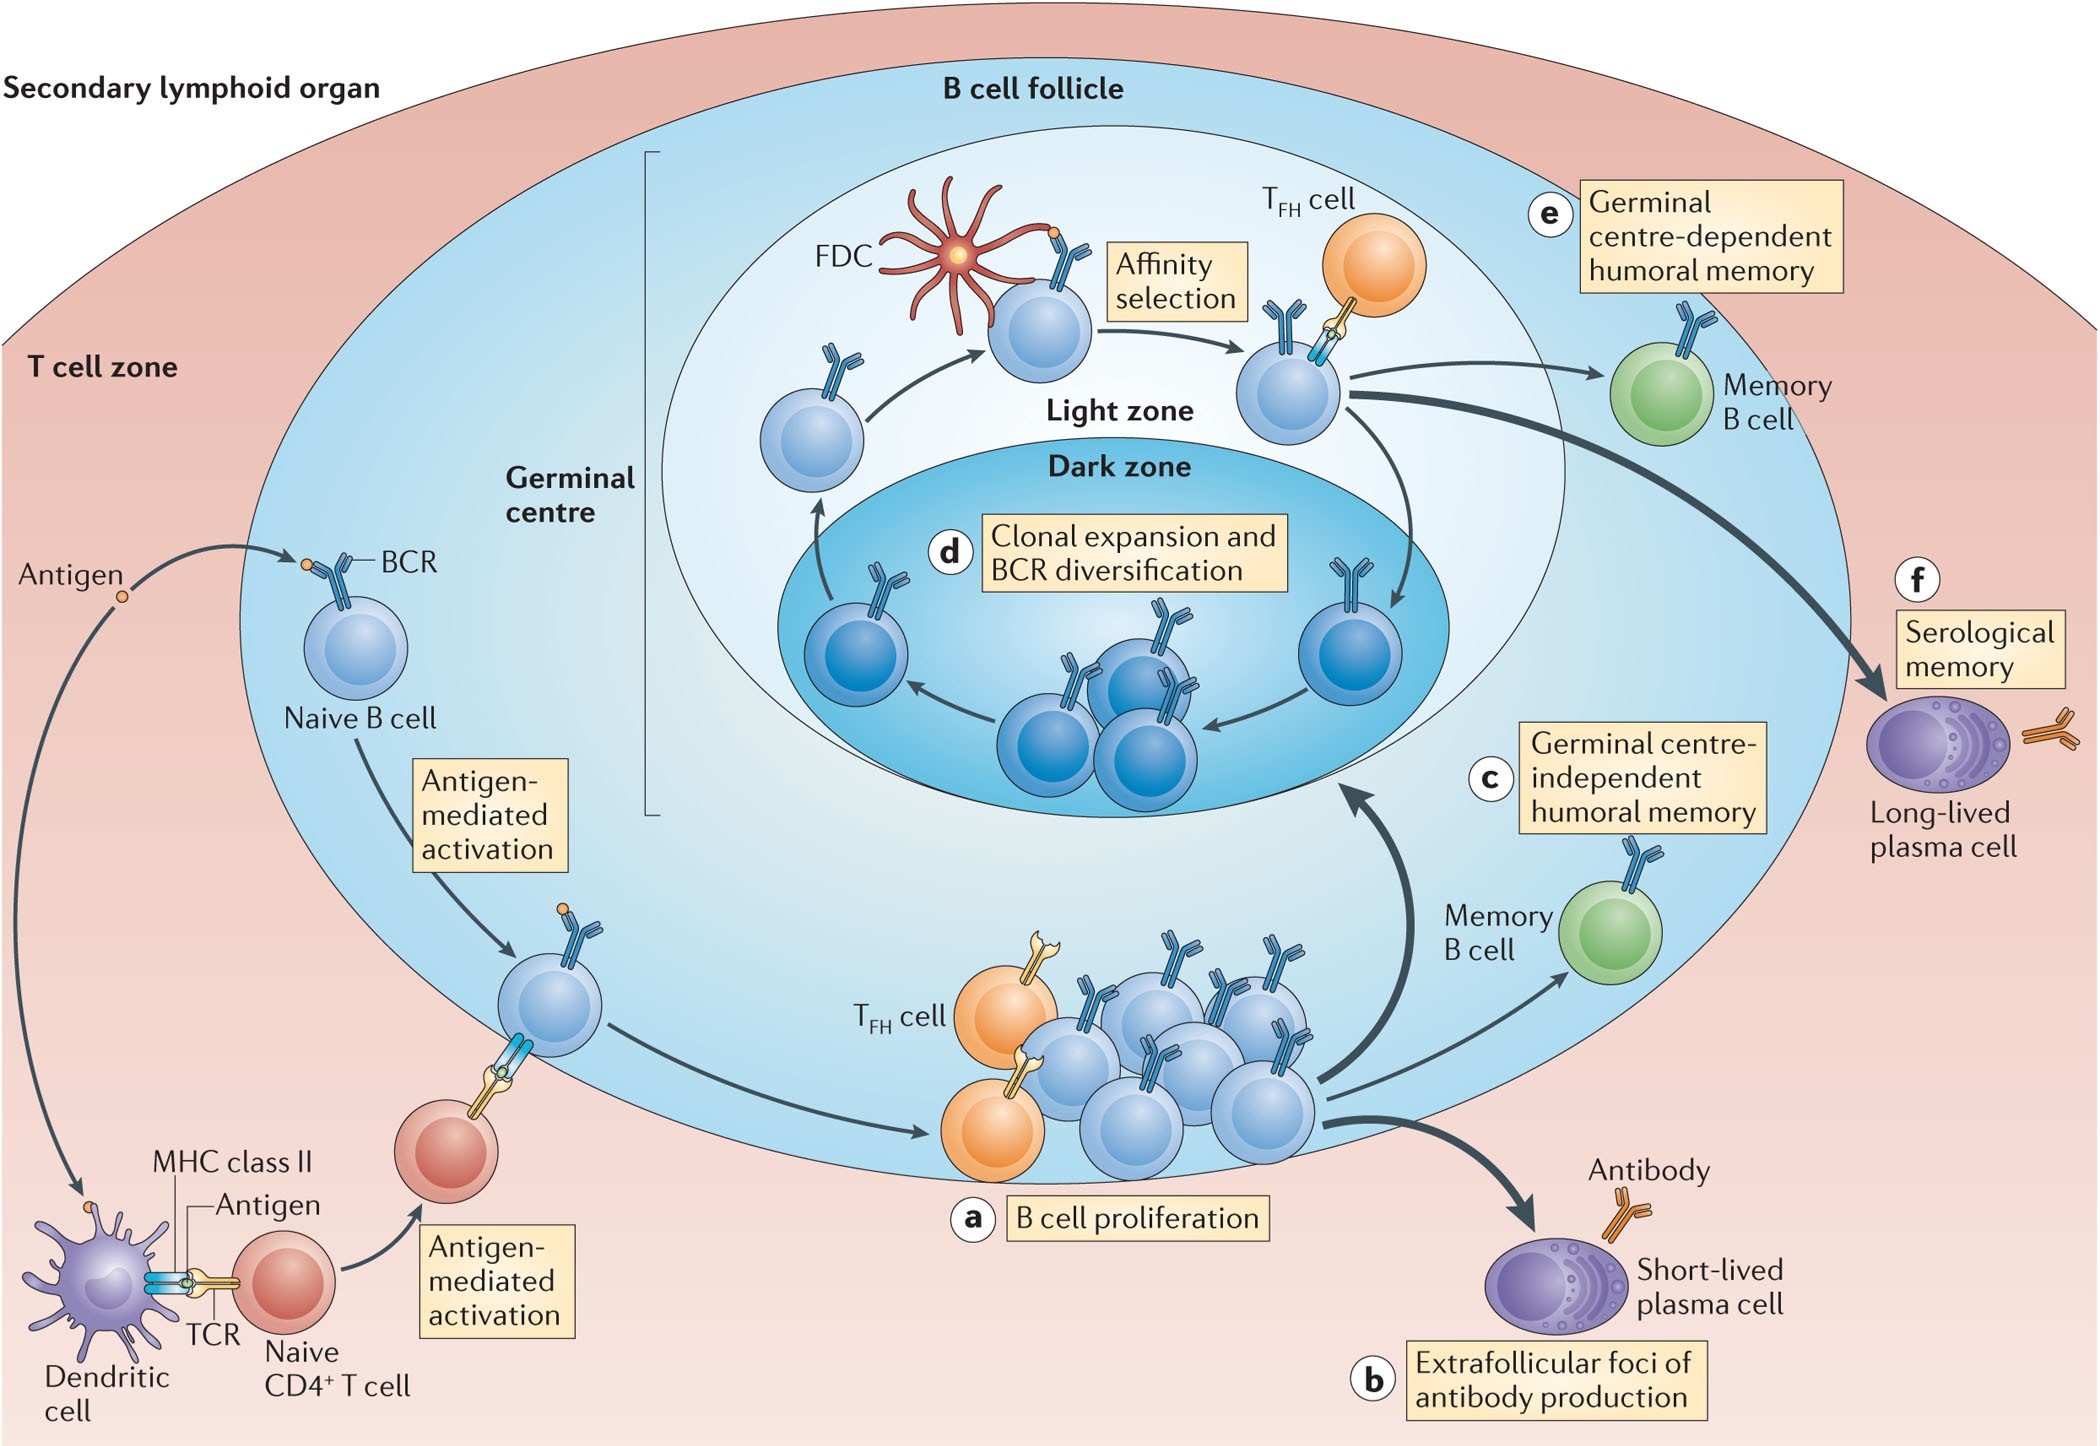 Secondary lymphoid organ
B cell follicle
T cell zone
Germinal
centre
FDC
Affinity
selection
T_FH cell
Light zone
Dark zone
d
Clonal expansion and
BCR diversification
e
Germinal
centre-dependent
humoral memory
Memory
B cell
f
Serological
memory
Long-lived
plasma cell
Antigen
BCR
Naive B cell
Antigen-
mediated
activation
c
Germinal centre-
independent
humoral memory
Memory
B cell
T_FH cell
a
B cell proliferation
MHC class II
Antigen
TCR
Dendritic
cell
Naive
CD4⁺ T cell
Antigen-
mediated
activation
Antibody
Short-lived
plasma cell
b
Extrafollicular foci of
antibody production